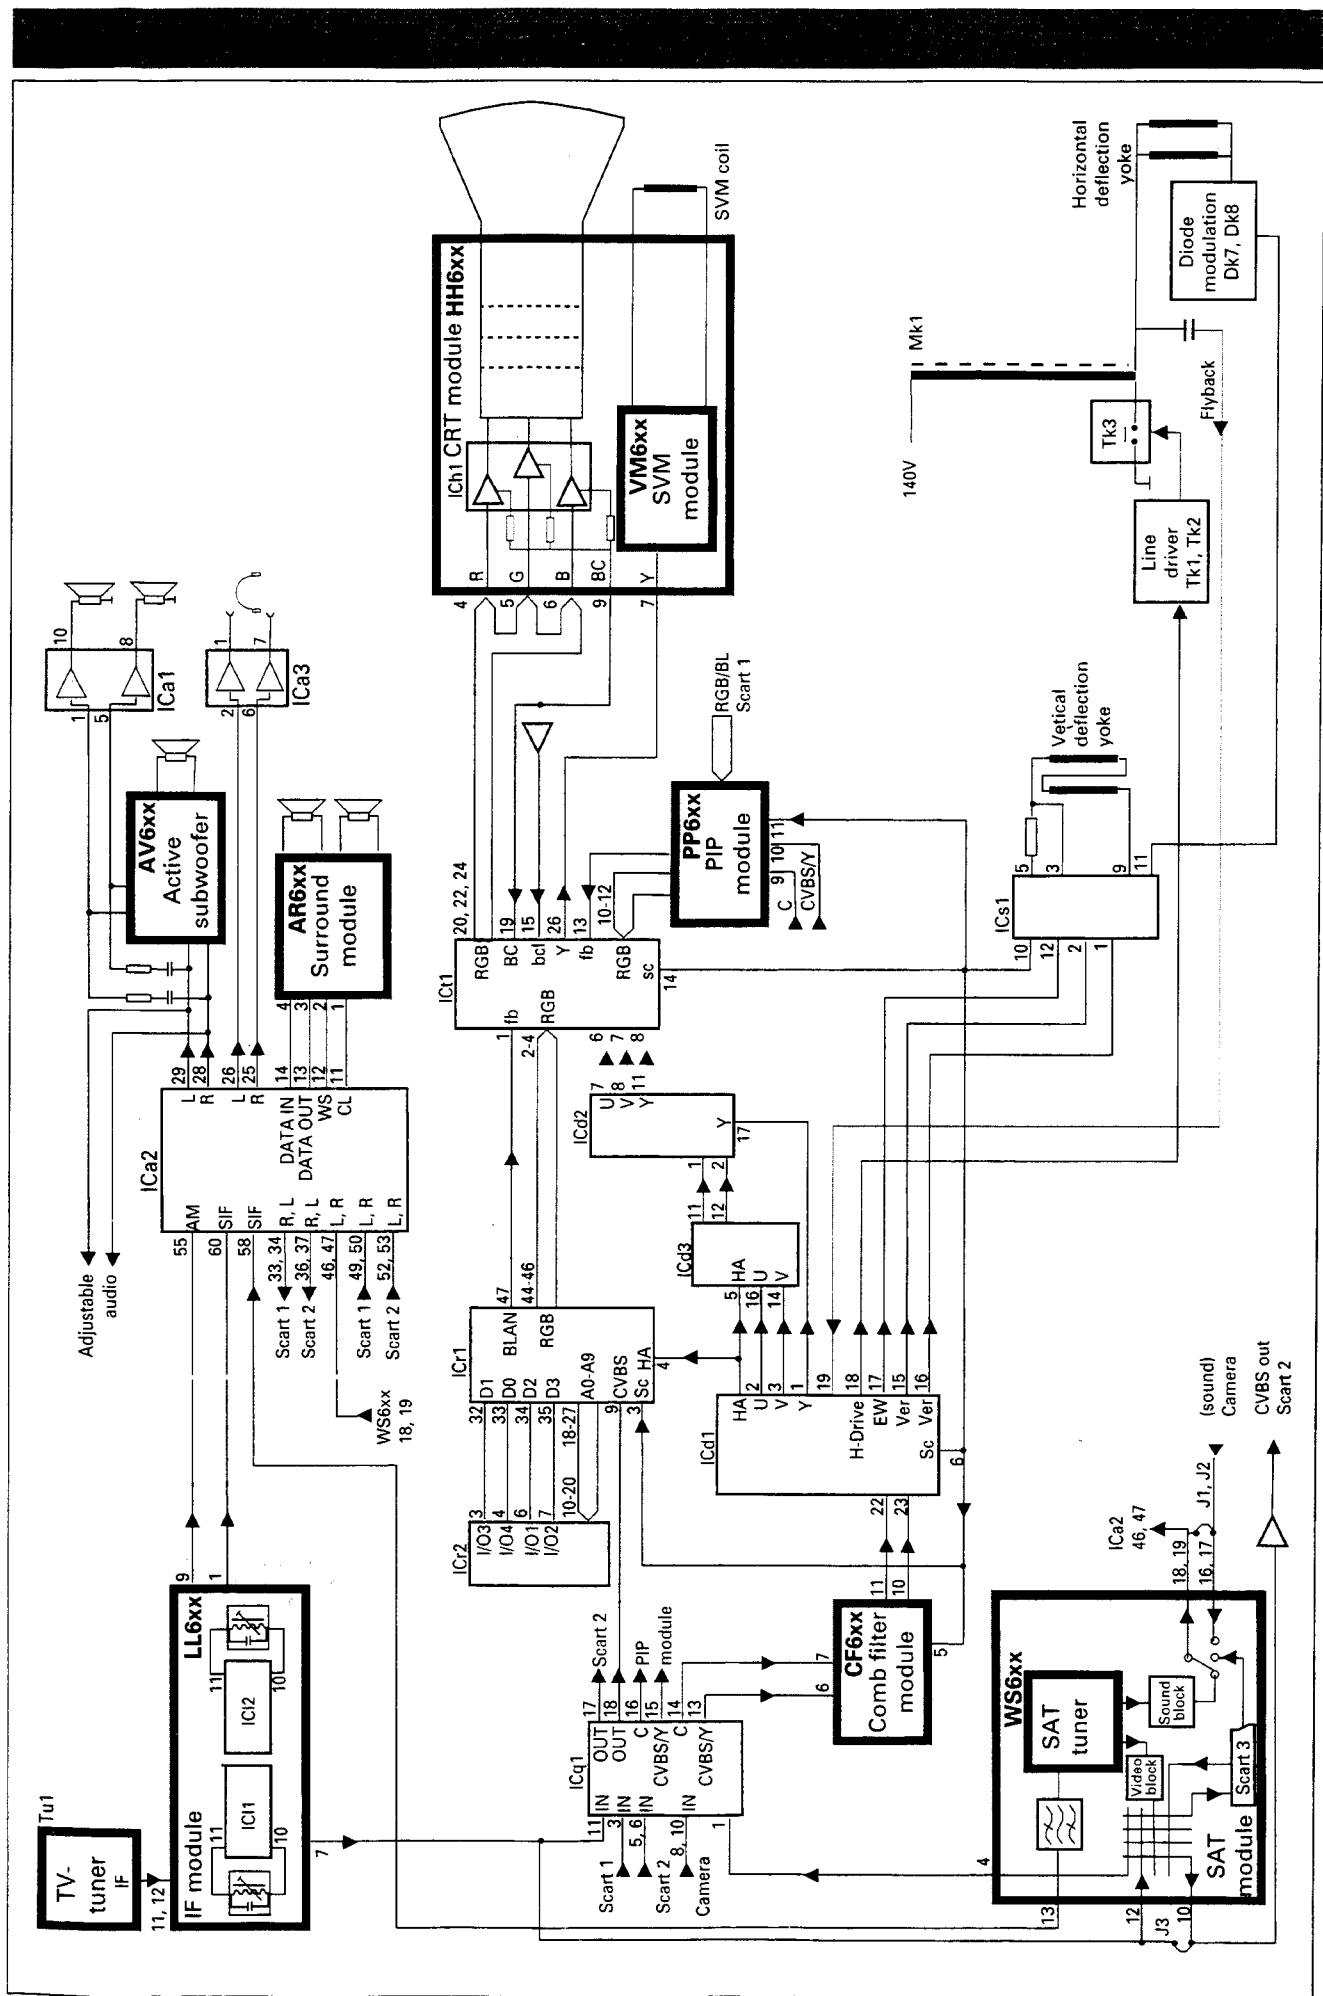 Tu1
TV-
tuner
IF
11, 12
LL6xx
IF module
ICI1
11
10
ICI2
11
10
9
1
7
55
AM
60
SIF
58
SIF
ICa2
Scart 1
33, 34
R, L
Scart 2
36, 37
R, L
WS6xx
18, 19
46, 47
L, R
Scart 1
49, 50
L, R
Scart 2
52, 53
L, R
29
L
28
R
26
L
25
R
14
DATA IN
13
DATA OUT
12
WS
11
CL
Adjustable
audio
AV6xx
Active
subwoofer
AR6xx
Surround
module
4
3
2
1
ICa1
1
5
10
8
ICa3
2
6
1
7
ICq1
Scart 1
11
IN
3
IN
Scart 2
5, 6
IN
Camera
8, 10
IN
1
17
OUT
Scart 2
18
OUT
16
C
PIP
15
CVBS/Y
module
14
C
13
CVBS/Y
ICr2
I/O3
3
I/O4
4
I/O1
6
I/O2
7
10-20
ICr1
32
D1
33
D0
34
D2
35
D3
18-27
A0-A9
9
CVBS
3
Sc
HA
4
BLAN
47
RGB
44-46
CF6xx
Comb filter
module
7
6
11
10
5
ICd1
22
23
HA
U
2
V
3
Y
1
19
H-Drive
18
EW
17
Ver
15
Ver
16
Sc
6
ICd3
5
HA
16
U
14
V
11
12
ICd2
1
2
U
7
V
8
Y
11
Y
17
ICt1
1
fb
2-4
RGB
6
7
8
RGB
20, 22, 24
BC
19
bcl
15
Y
26
fb
13
RGB
10-12
sc
14
PP6xx
PIP
module
RGB/BL
Scart 1
C
9
CVBS/Y
10
11
ICh1 CRT module HH6xx
4
R
5
G
6
B
9
BC
7
Y
VM6xx
SVM
module
SVM coil
ICs1
10
12
2
1
5
3
9
11
Vetical
deflection
yoke
Line
driver
Tk1, Tk2
Tk3
140V
Mk1
Flyback
Diode
modulation
Dk7, Dk8
Horizontal
deflection
yoke
WS6xx
SAT
tuner
Video
block
Sound
block
Scart 3
SAT
module
4
13
12
J3
10
18, 19
16, 17
ICa2
46, 47
J1, J2
(sound)
Camera
CVBS out
Scart 2